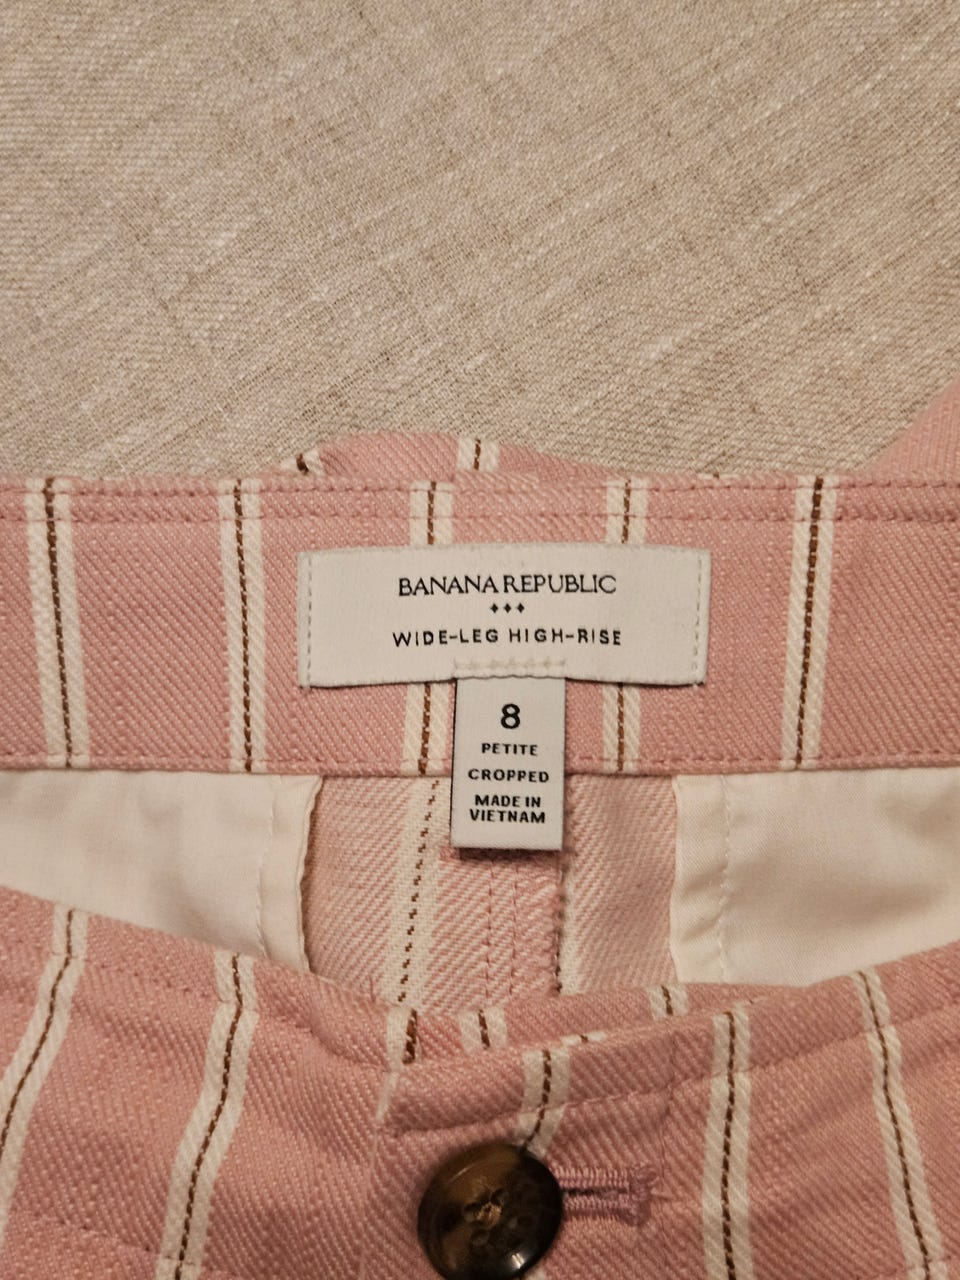 BANANA REPUBLIC
WIDE-LEG HIGH-RISE
8
PETITE
CROPPED
MADE IN
VIETNAM